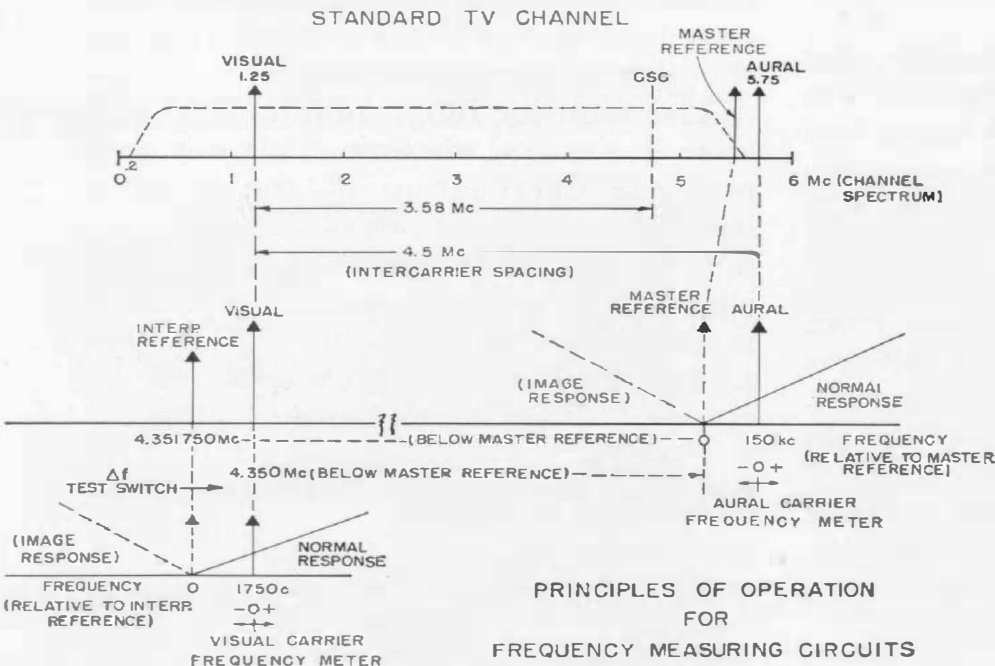 STANDARD TV CHANNEL
MASTER
REFERENCE
VISUAL
1.25
CSC
AURAL
5.75
0 .2 1 2 3 4 5 6 Mc (CHANNEL
SPECTRUM)
3.58 Mc
4.5 Mc
(INTERCARRIER SPACING)
INTERP.
REFERENCE
VISUAL
MASTER
REFERENCE
AURAL
(IMAGE
RESPONSE)
NORMAL
RESPONSE
4.351750 Mc (BELOW MASTER REFERENCE) 0 150 kc FREQUENCY
(RELATIVE TO MASTER
REFERENCE)
4.350 Mc (BELOW MASTER REFERENCE)
Δf
TEST SWITCH
-0+
AURAL CARRIER
FREQUENCY METER
(IMAGE
RESPONSE)
NORMAL
RESPONSE
FREQUENCY 0 1750 c
(RELATIVE TO INTERP.
REFERENCE)
-0+
VISUAL CARRIER
FREQUENCY METER
PRINCIPLES OF OPERATION
FOR
FREQUENCY MEASURING CIRCUITS